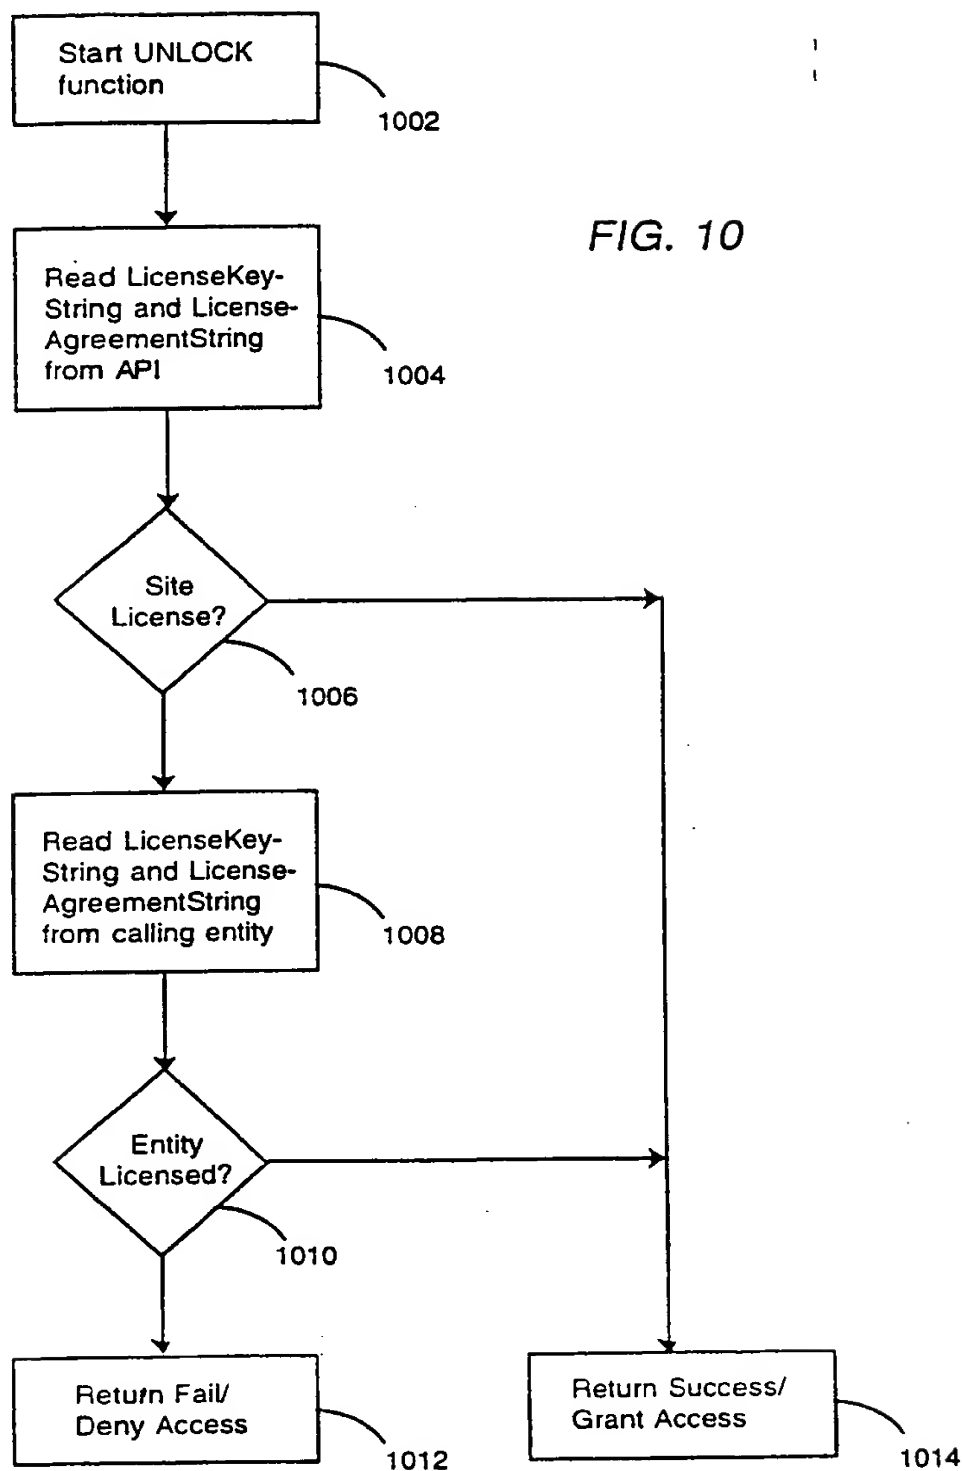 Start UNLOCK
function
1002
FIG. 10
Read LicenseKey-
String and License-
AgreementString
from API
1004
Site
License?
1006
Read LicenseKey-
String and License-
AgreementString
from calling entity
1008
Entity
Licensed?
1010
Return Fail/
Deny Access
1012
Return Success/
Grant Access
1014